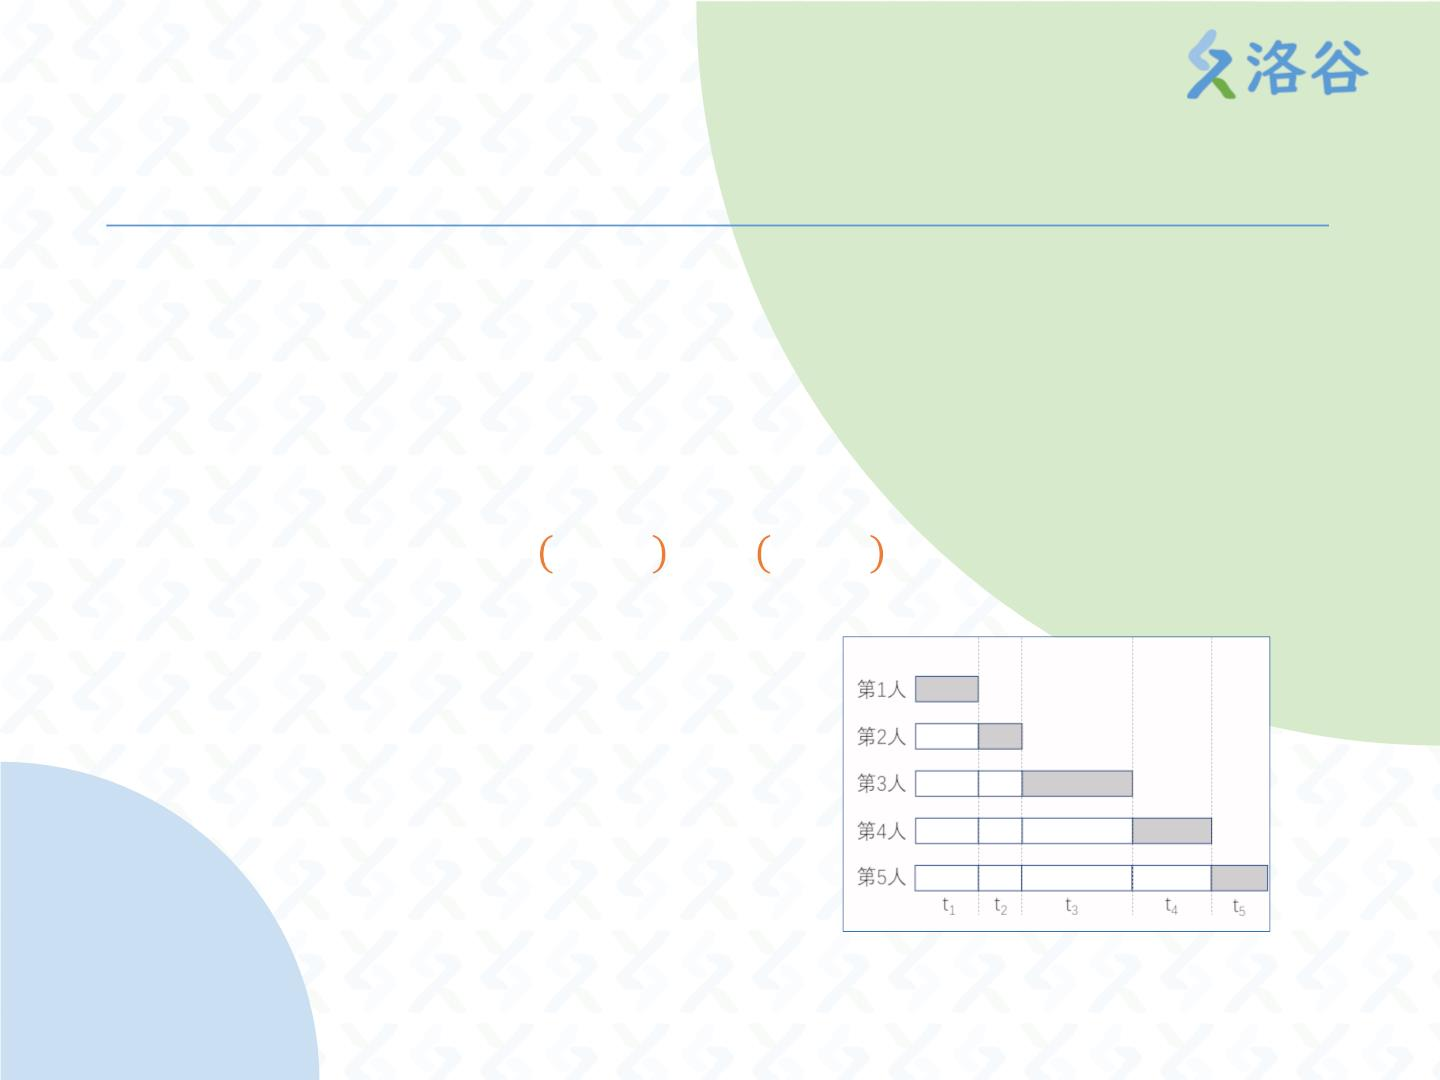 洛谷
( ) ( )
第1人
第2人
第3人
第4人
第5人
t₁ t₂ t₃ t₄ t₅